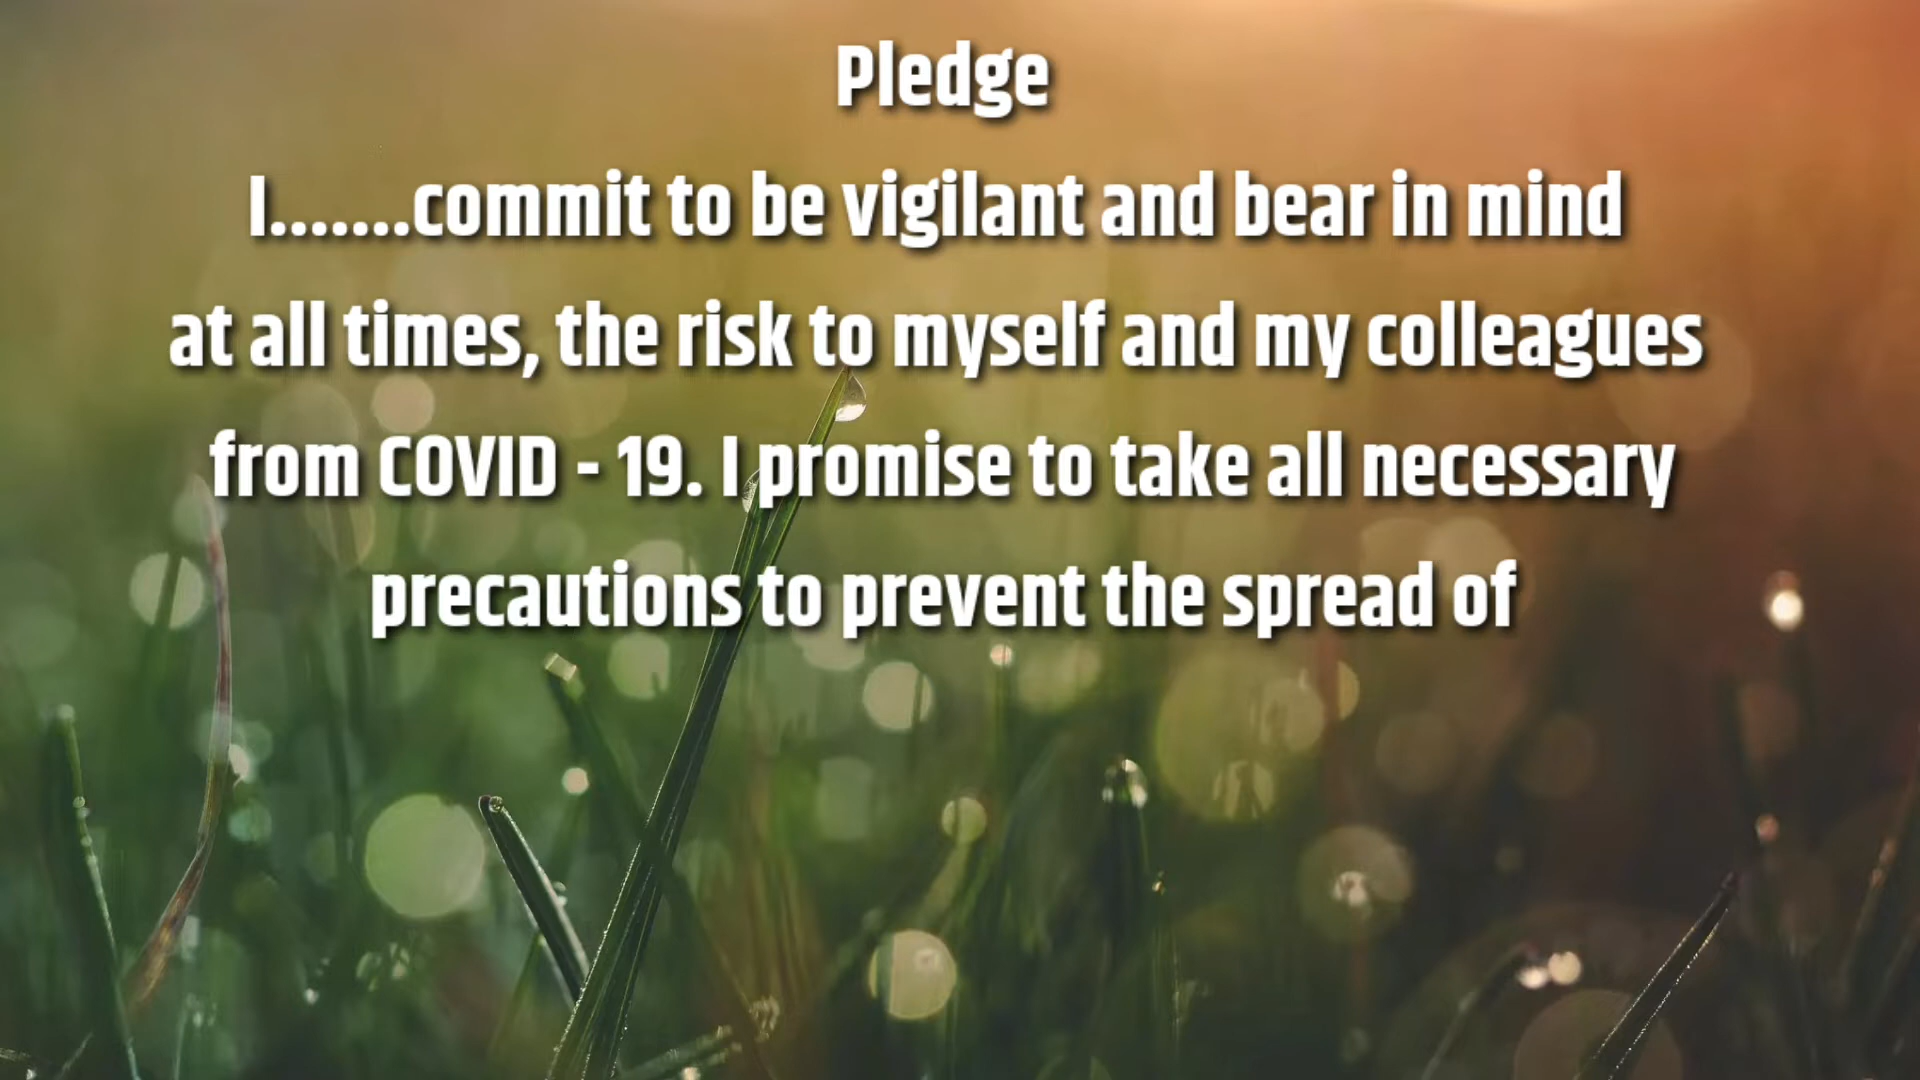 Pledge
I.......commit to be vigilant and bear in mind
at all times, the risk to myself and my colleagues
from COVID - 19. I promise to take all necessary
precautions to prevent the spread of